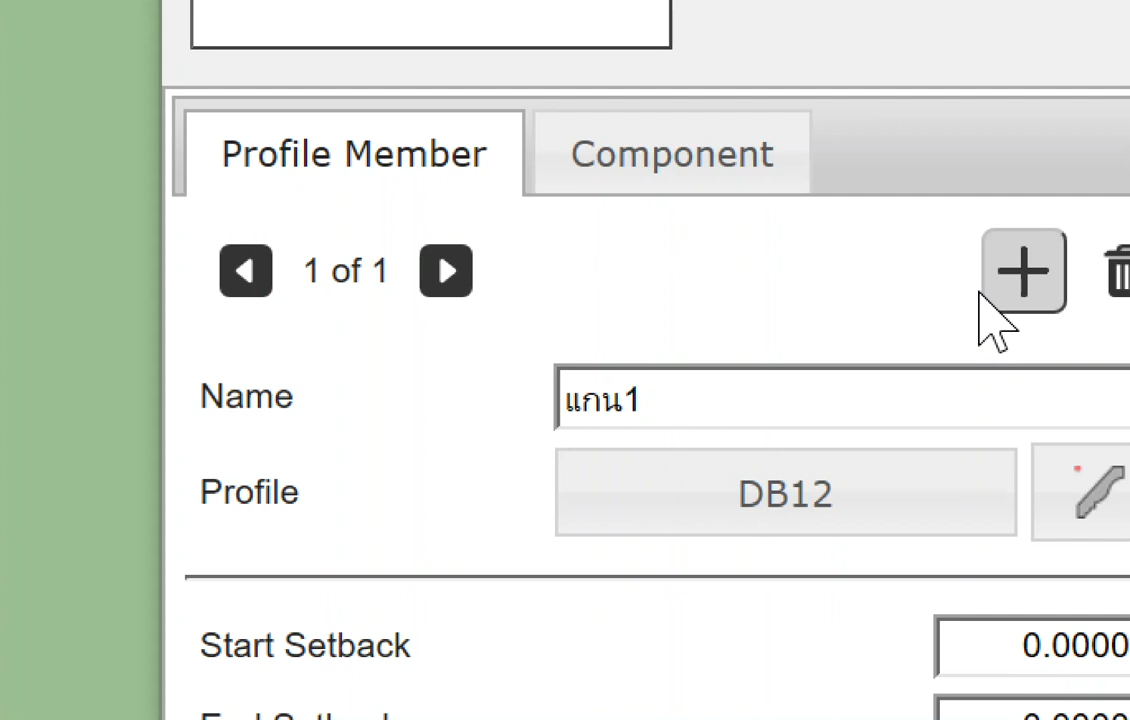 Profile Member
Component
1 of 1
Name
แกน1
Profile
DB12
Start Setback
0.0000